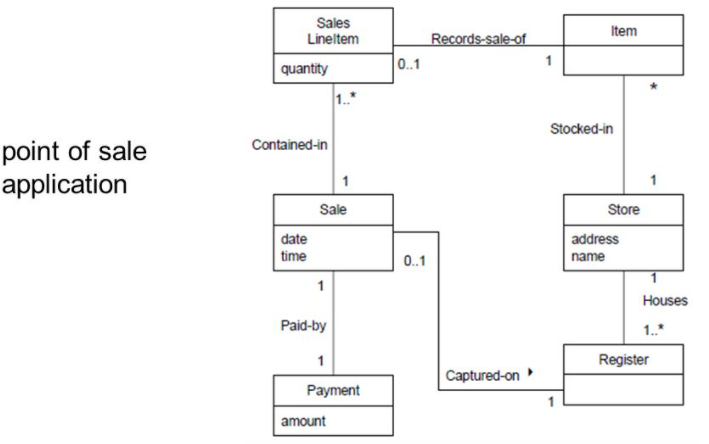 point of sale
application
Sales
LineItem
quantity
Records-sale-of
0..1
1
Item
1..*
Contained-in
1
*
Stocked-in
1
Sale
date
time
0..1
1
Paid-by
1
Payment
amount
Store
address
name
1
Houses
1..*
Register
Captured-on
1